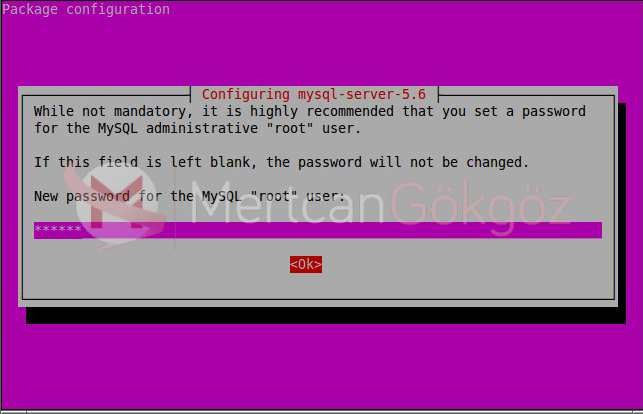 Package configuration
Configuring mysql-server-5.6
While not mandatory, it is highly recommended that you set a password
for the MySQL administrative "root" user.
If this field is left blank, the password will not be changed.
New password for the MySQL "root" user:
MertcanGökgöz
******
<Ok>